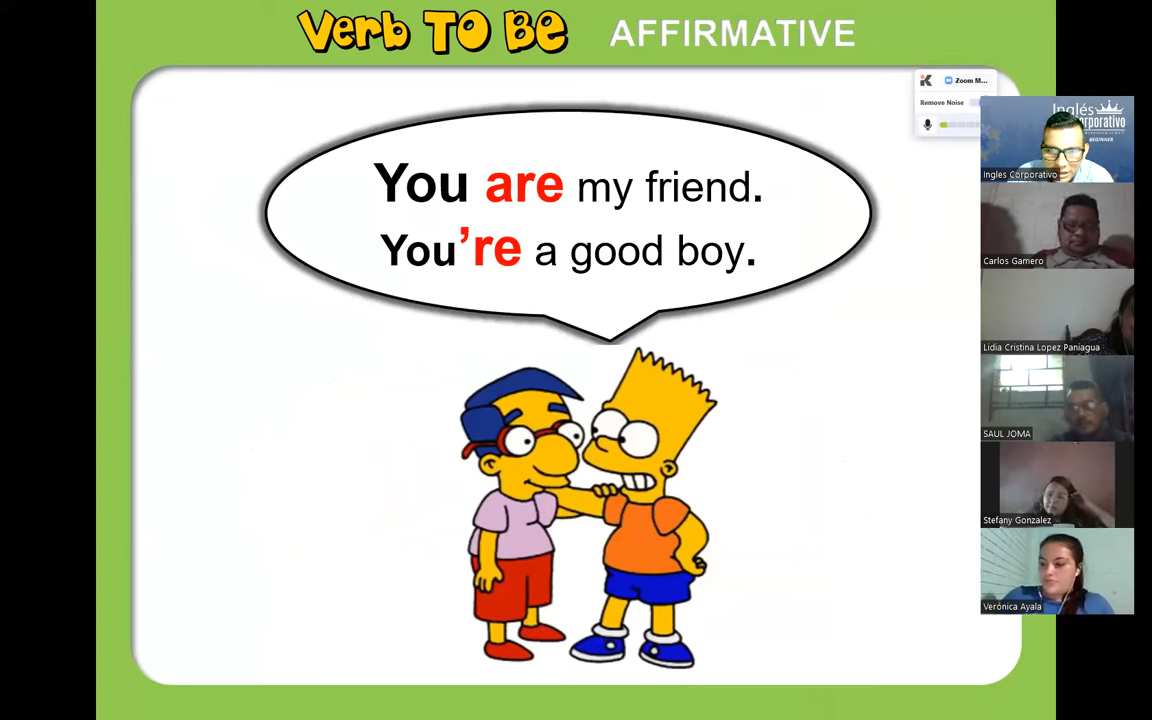 Verb TO BE AFFIRMATIVE
You are my friend.
You're a good boy.
Zoom M...
Remove Noise
Inglés
Corporativo
BEGINNER
Ingles Corporativo
Carlos Gamero
Lidia Cristina Lopez Paniagua
SAUL JOMA
Stefany Gonzalez
Verónica Ayala